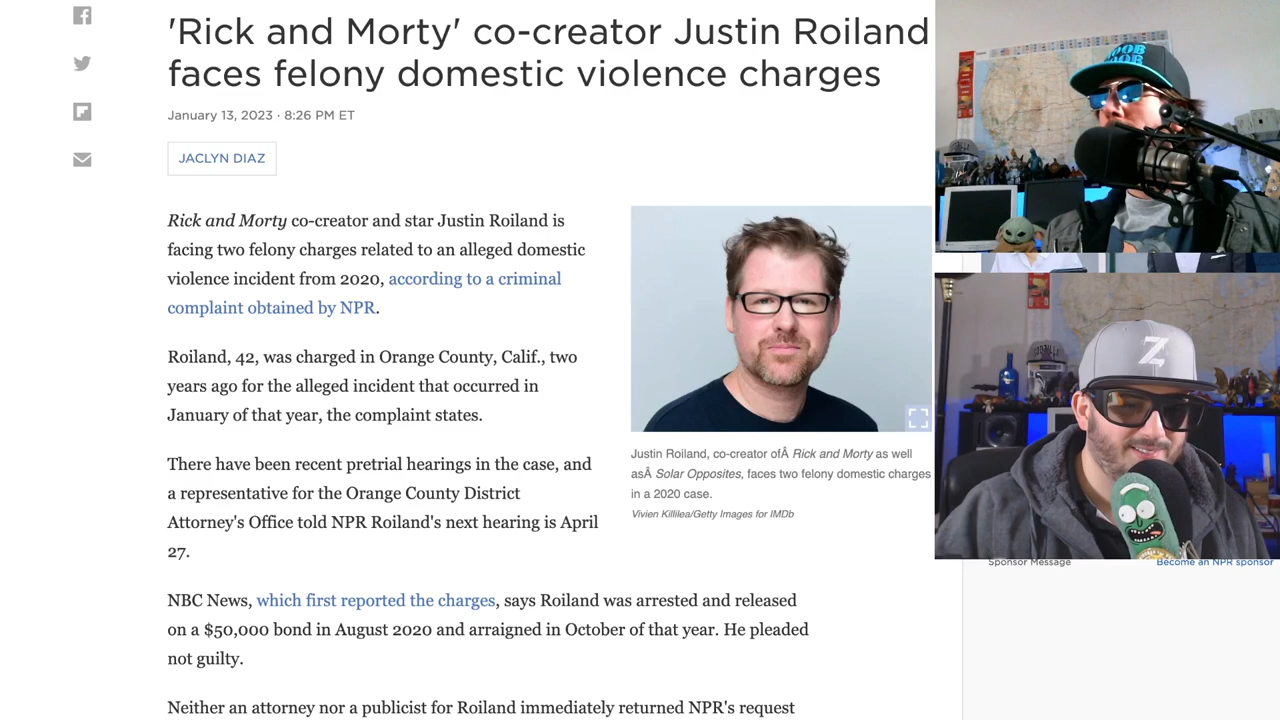 'Rick and Morty' co-creator Justin Roiland
faces felony domestic violence charges
January 13, 2023 · 8:26 PM ET
JACLYN DIAZ
Rick and Morty co-creator and star Justin Roiland is
facing two felony charges related to an alleged domestic
violence incident from 2020, according to a criminal
complaint obtained by NPR.
Roiland, 42, was charged in Orange County, Calif., two
years ago for the alleged incident that occurred in
January of that year, the complaint states.
There have been recent pretrial hearings in the case, and
a representative for the Orange County District
Attorney's Office told NPR Roiland's next hearing is April
27.
NBC News, which first reported the charges, says Roiland was arrested and released
on a $50,000 bond in August 2020 and arraigned in October of that year. He pleaded
not guilty.
Neither an attorney nor a publicist for Roiland immediately returned NPR's request
Justin Roiland, co-creator ofÂ Rick and Morty as well
asÂ Solar Opposites, faces two felony domestic charges
in a 2020 case.
Vivien Killilea/Getty Images for IMDb
Z
Sponsor Message
Become an NPR sponsor